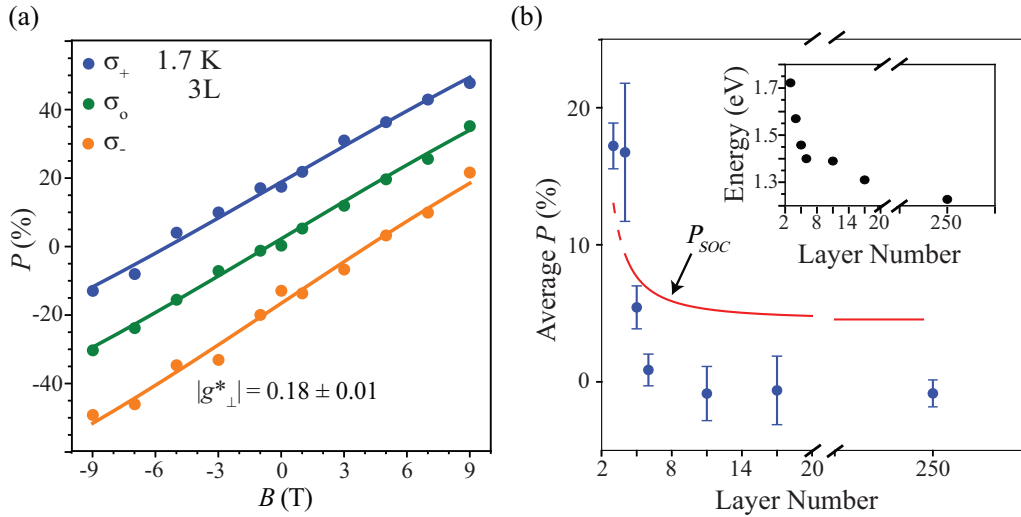 (a)
σ+ 1.7 K
σo 3L
σ-
40
20
0
-20
-40
P (%)
|g*⊥| = 0.18 ± 0.01
-9 -6 -3 0 3 6 9
B (T)
(b)
20
10
0
Average P (%)
PSOC
2 8 14 20 250
Layer Number
1.7
1.5
1.3
Energy (eV)
2 8 14 20 250
Layer Number